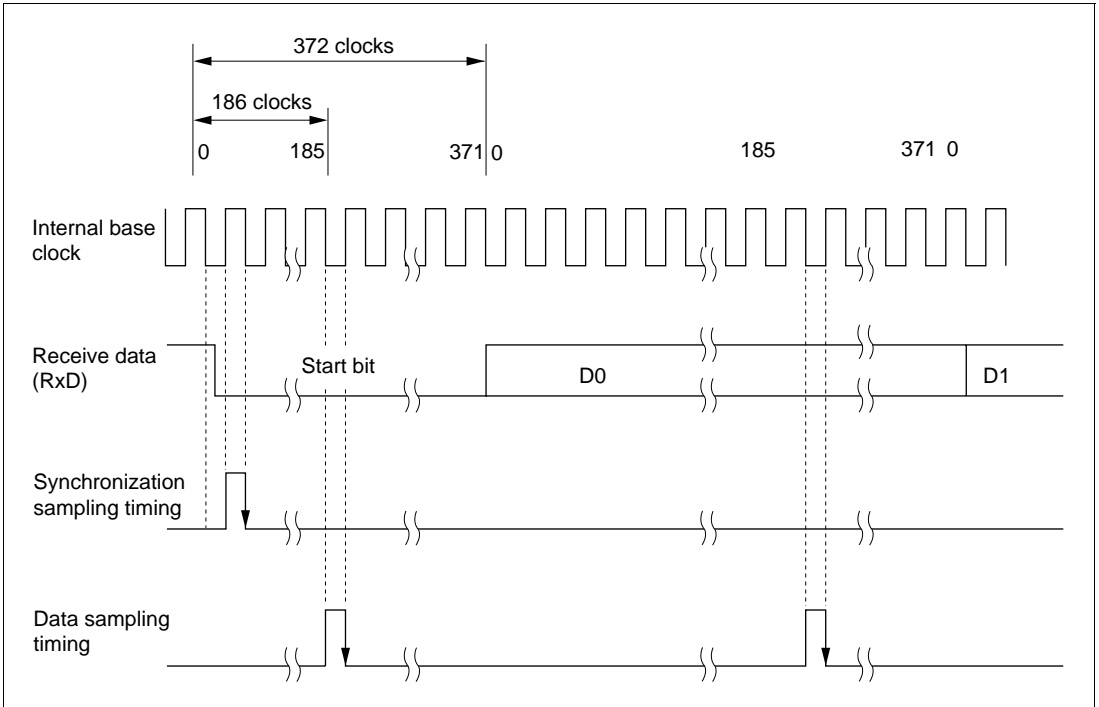 372 clocks
186 clocks
0 185 371 0 185 371 0
Internal base
clock
Receive data
(RxD)
Start bit
D0
D1
Synchronization
sampling timing
Data sampling
timing